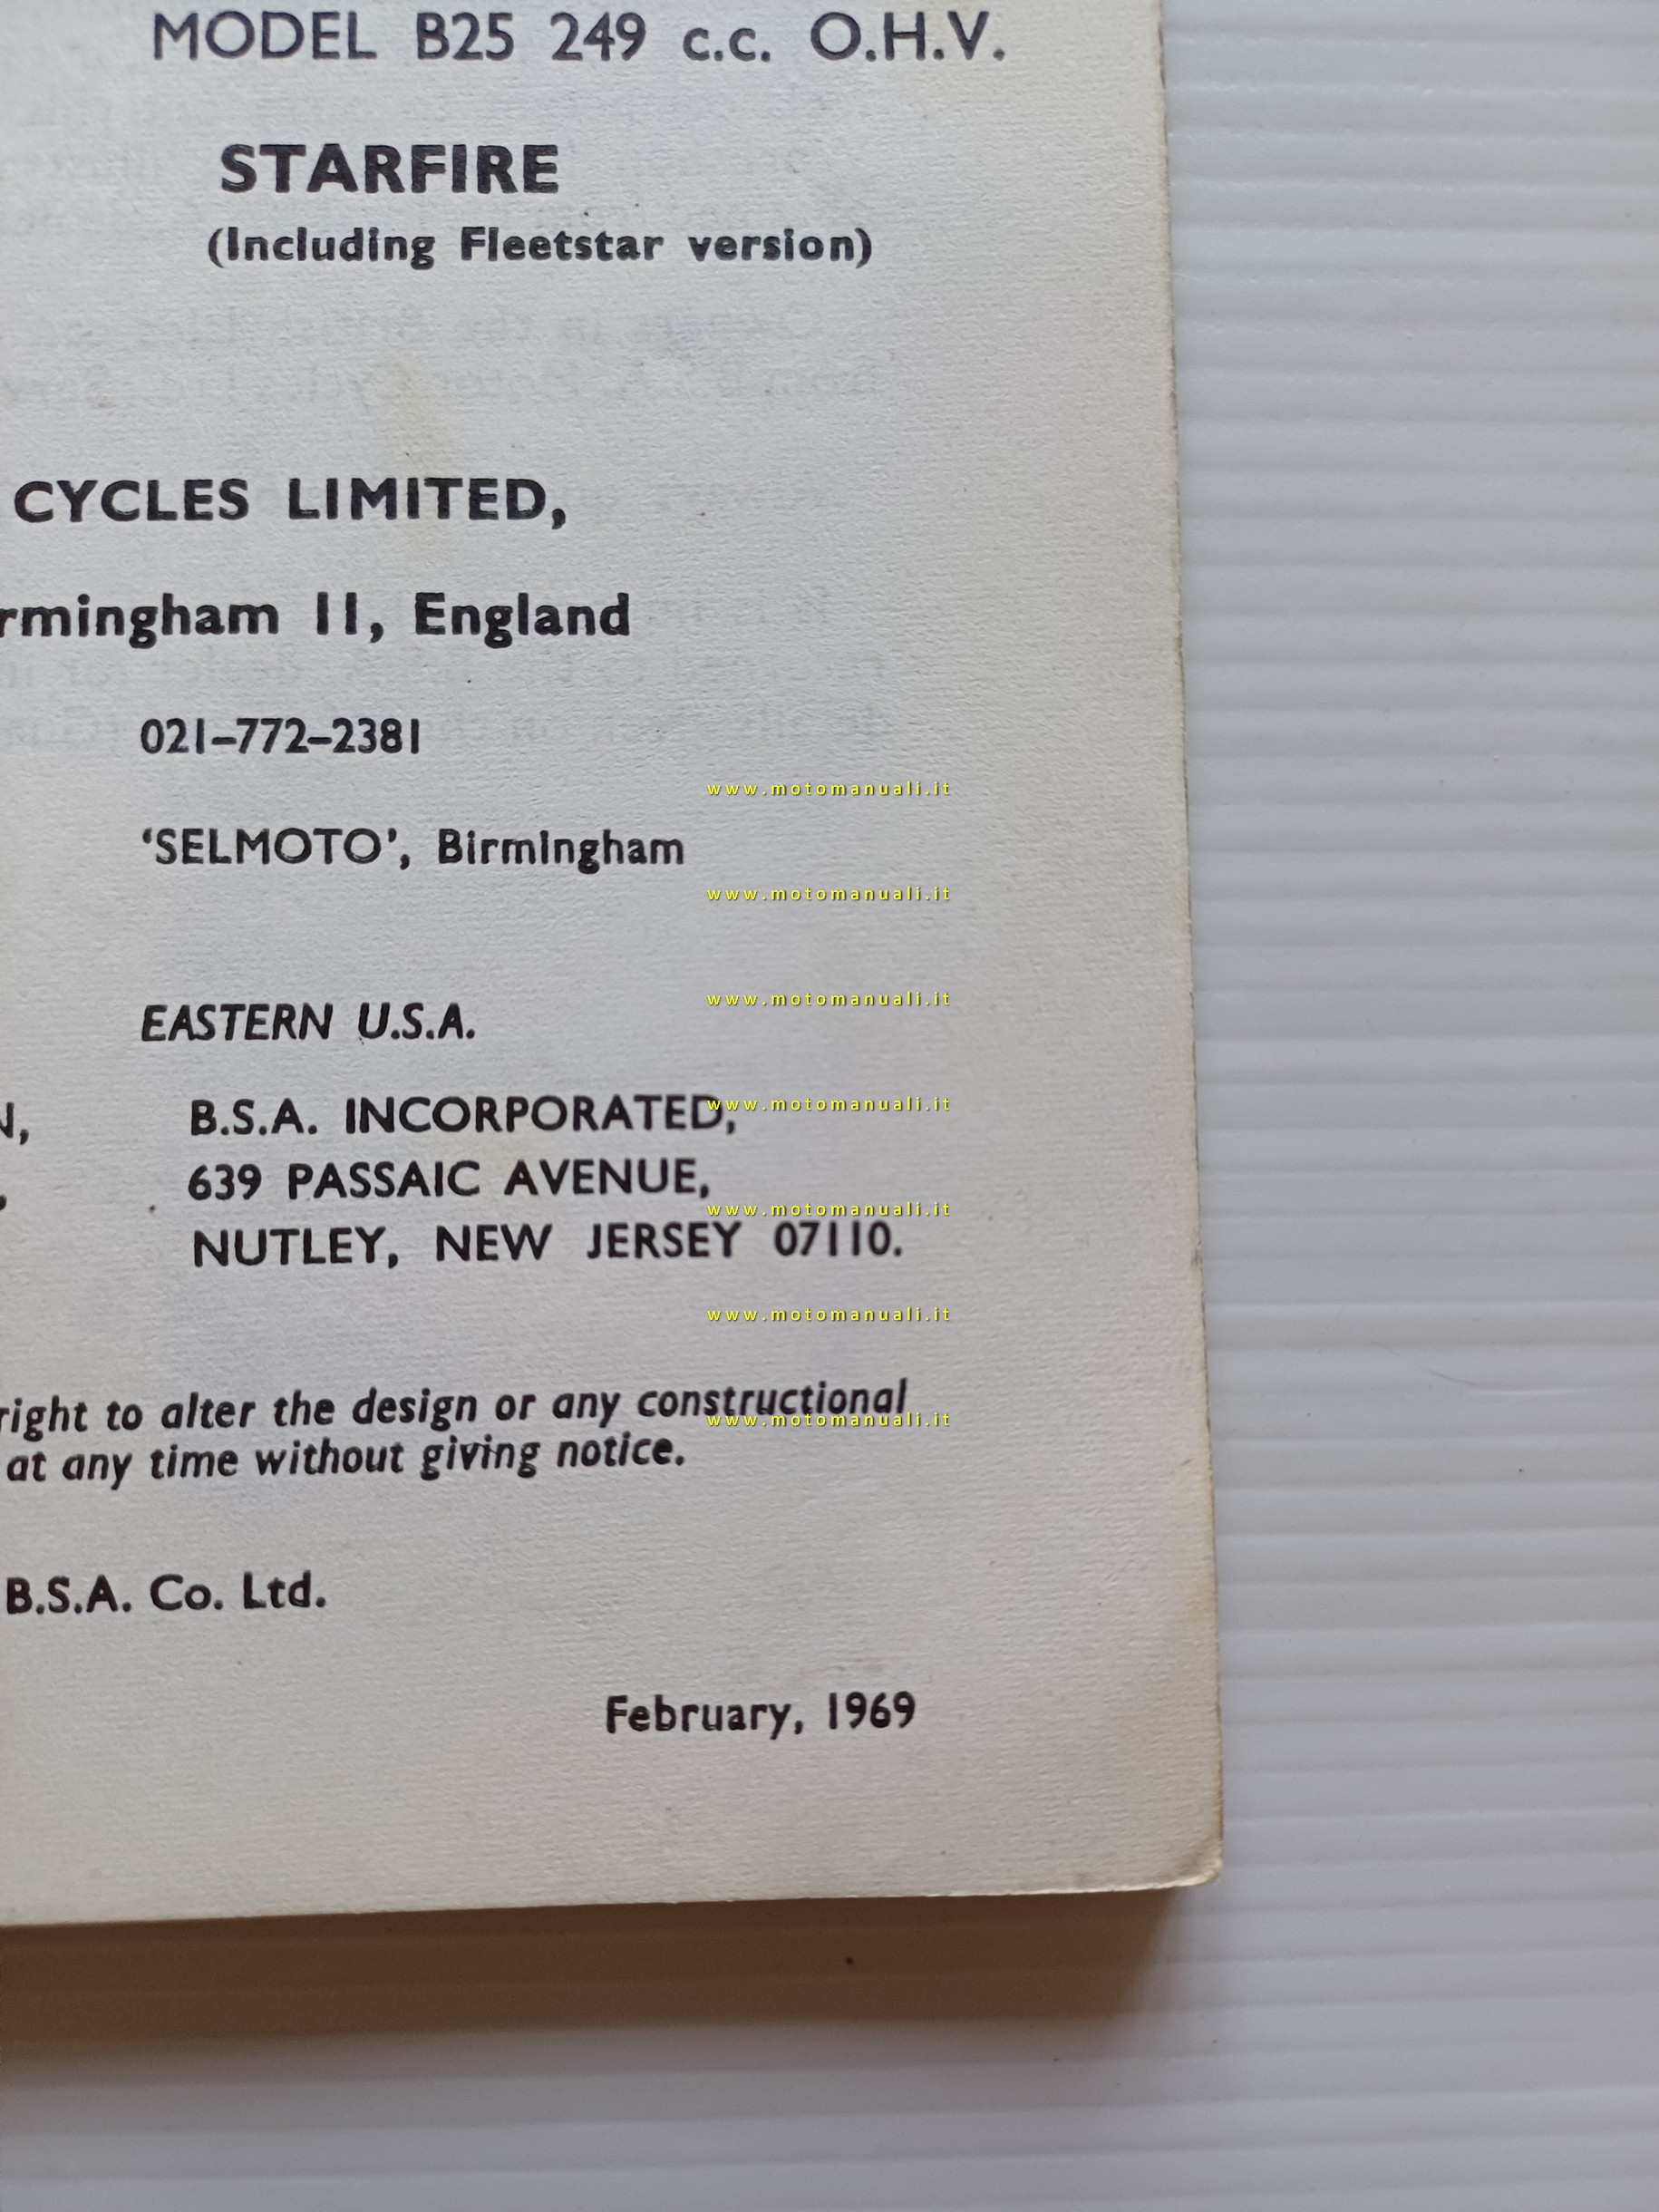 MODEL B25 249 c.c. O.H.V.
STARFIRE
(Including Fleetstar version)
CYCLES LIMITED,
rmingham 11, England
021–772–2381
www.motomanuali.it
‘SELMOTO’, Birmingham
www.motomanuali.it
www.motomanuali.it
EASTERN U.S.A.
www.motomanuali.it
N, B.S.A. INCORPORATED,
, 639 PASSAIC AVENUE,
www.motomanuali.it
NUTLEY, NEW JERSEY 07110.
www.motomanuali.it
right to alter the design or any constructional
www.motomanuali.it
at any time without giving notice.
B.S.A. Co. Ltd.
February, 1969